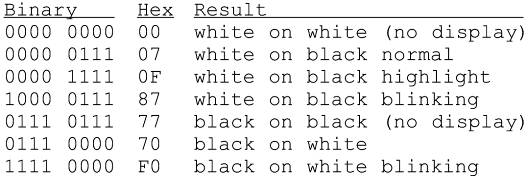 Binary Hex Result
0000 0000 00 white on white (no display)
0000 0111 07 white on black normal
0000 1111 0F white on black highlight
1000 0111 87 white on black blinking
0111 0111 77 black on black (no display)
0111 0000 70 black on white
1111 0000 F0 black on white blinking